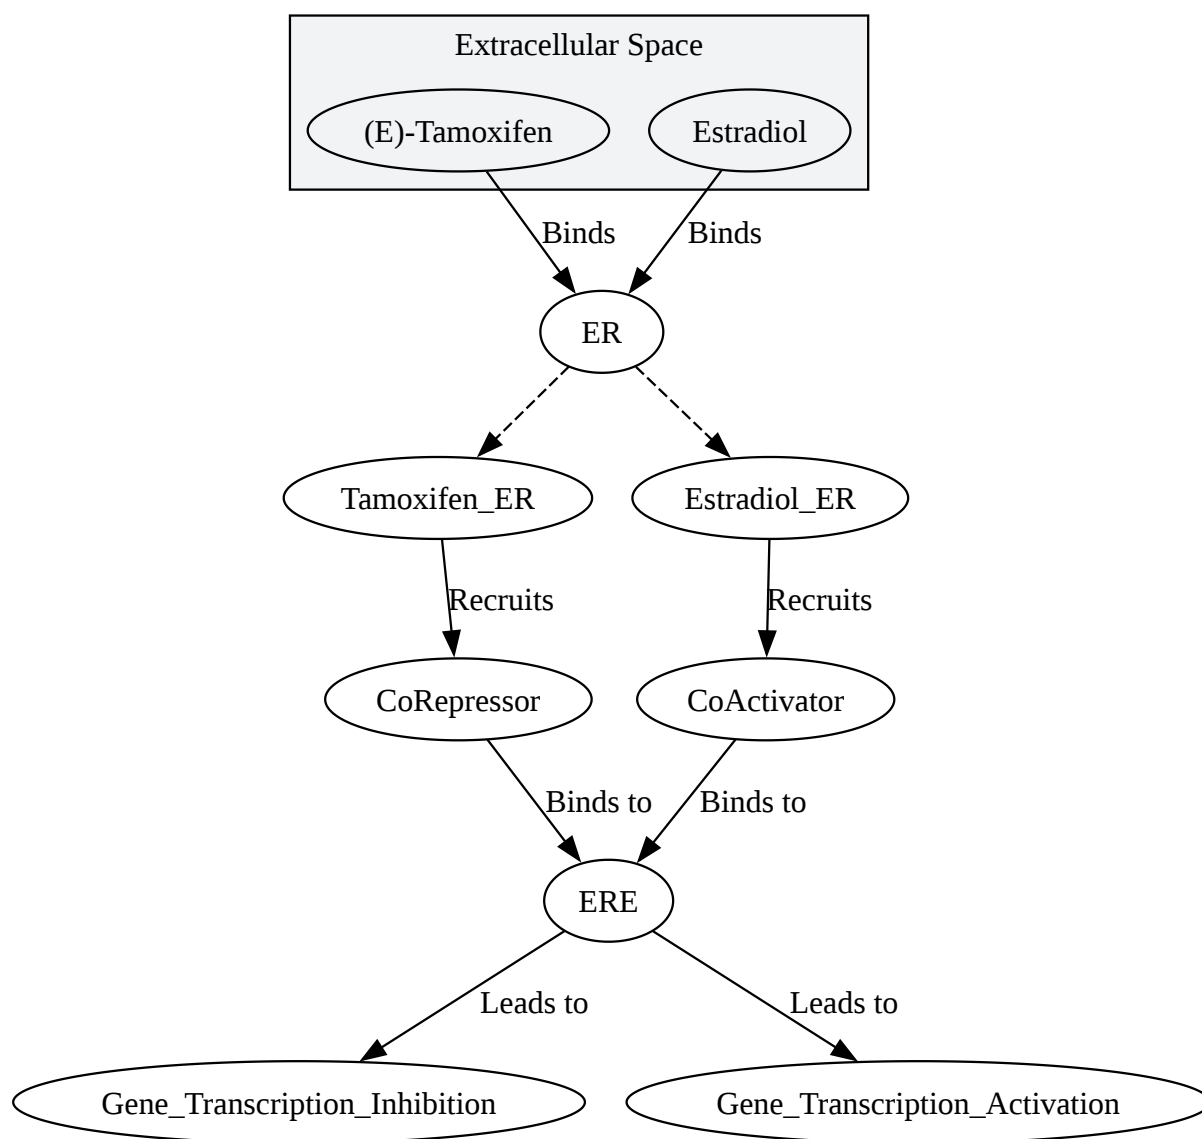 Extracellular Space
(E)-Tamoxifen
Estradiol
Binds
Binds
ER
Tamoxifen_ER
Estradiol_ER
Recruits
Recruits
CoRepressor
CoActivator
Binds to
Binds to
ERE
Leads to
Leads to
Gene_Transcription_Inhibition
Gene_Transcription_Activation